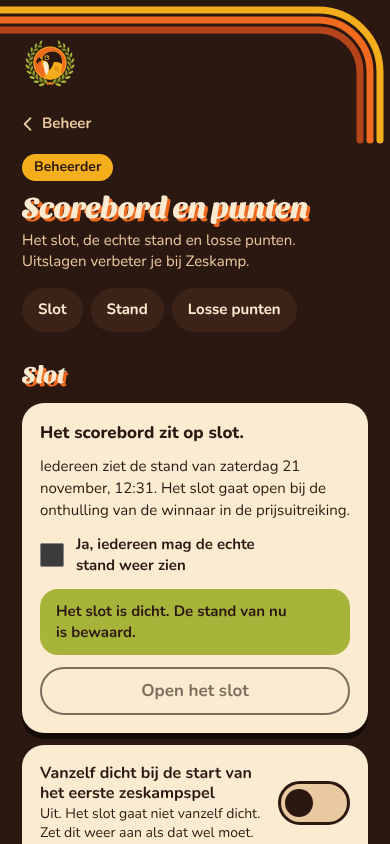 Beheer
Beheerder
Scorebord en punten
Het slot, de echte stand en losse punten.
Uitslagen verbeter je bij Zeskamp.
Slot
Stand
Losse punten
Slot
Het scorebord zit op slot.
Iedereen ziet de stand van zaterdag 21
november, 12:31. Het slot gaat open bij de
onthulling van de winnaar in de prijsuitreiking.
Ja, iedereen mag de echte
stand weer zien
Het slot is dicht. De stand van nu
is bewaard.
Open het slot
Vanzelf dicht bij de start van
het eerste zeskampspel
Uit. Het slot gaat niet vanzelf dicht.
Zet dit weer aan als dat wel moet.